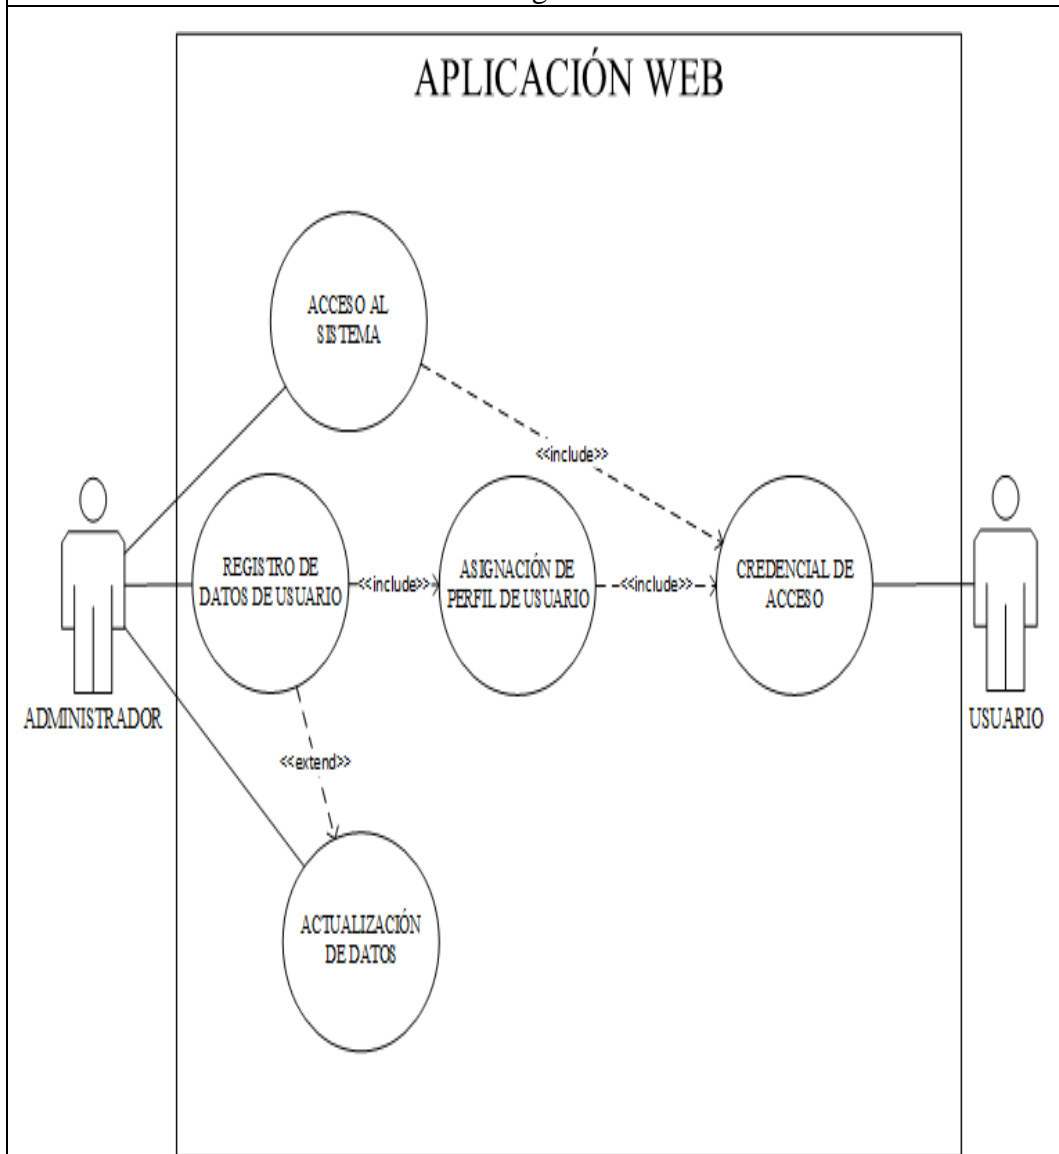 APLICACIÓN WEB
ACCESO AL
SISTEMA
<<include>>
REGISTRO DE
DATOS DE USUARIO
<<include>>
ASIGNACIÓN DE
PERFIL DE USUARIO
<<include>>
CREDENCIAL DE
ACCESO
ADMINISTRADOR
USUARIO
<<extend>>
ACTUALIZACIÓN
DE DATOS